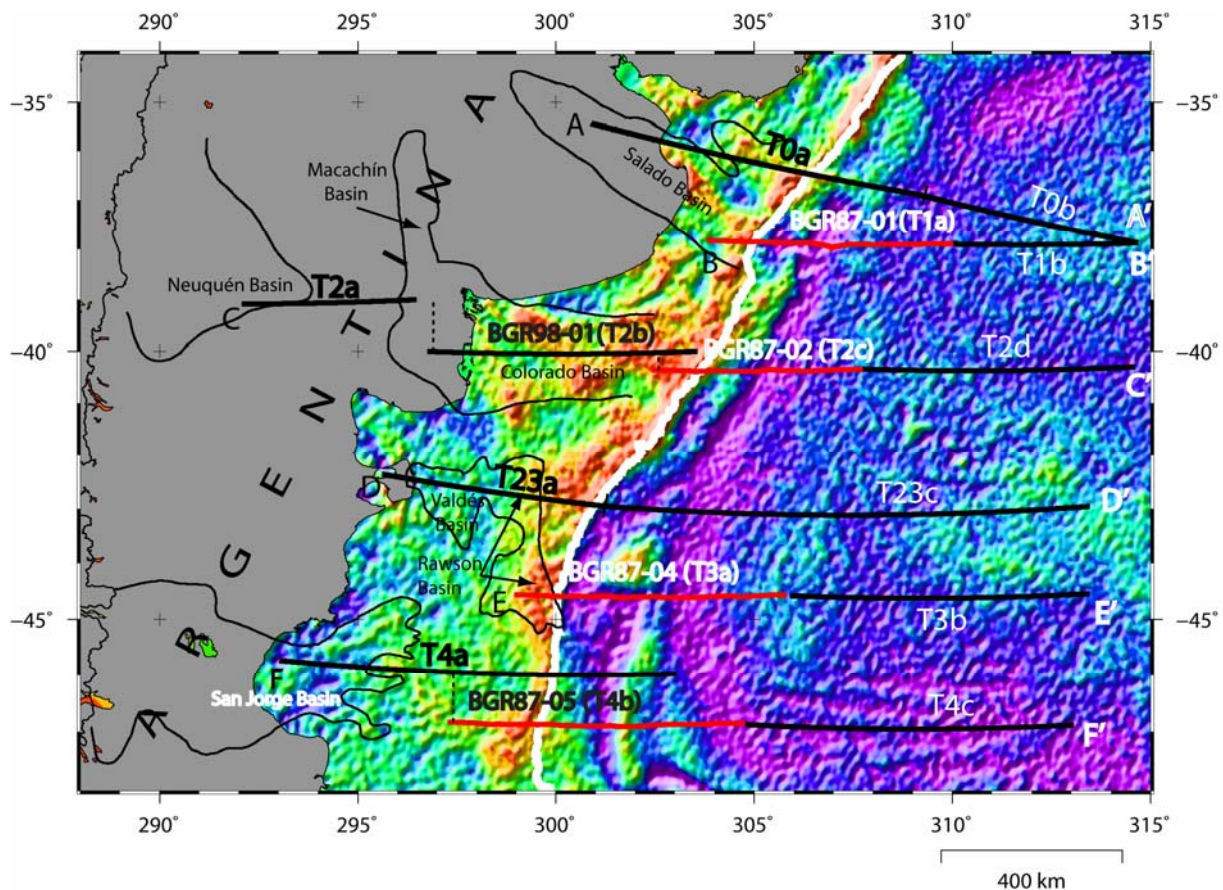 290° 295° 300° 305° 310° 315°
−35° −35°
A
A
T0a
Macachín
Basin
Salado Basin
N
T0b
A'
BGR87-01(T1a)
B
T1b
B'
I
Neuquén Basin
T2a
C
T
BGR98-01(T2b)
BGR87-02 (T2c)
T2d
−40° −40°
Colorado Basin
C'
N
E
D
T23a
T23c
D'
Valdés
Basin
G
Rawson
Basin
BGR87-04 (T3a)
E
T3b
E'
−45° −45°
R
T4a
F
San Jorge Basin
BGR87-05 (T4b)
T4c
A
F'
290° 295° 300° 305° 310° 315°
400 km